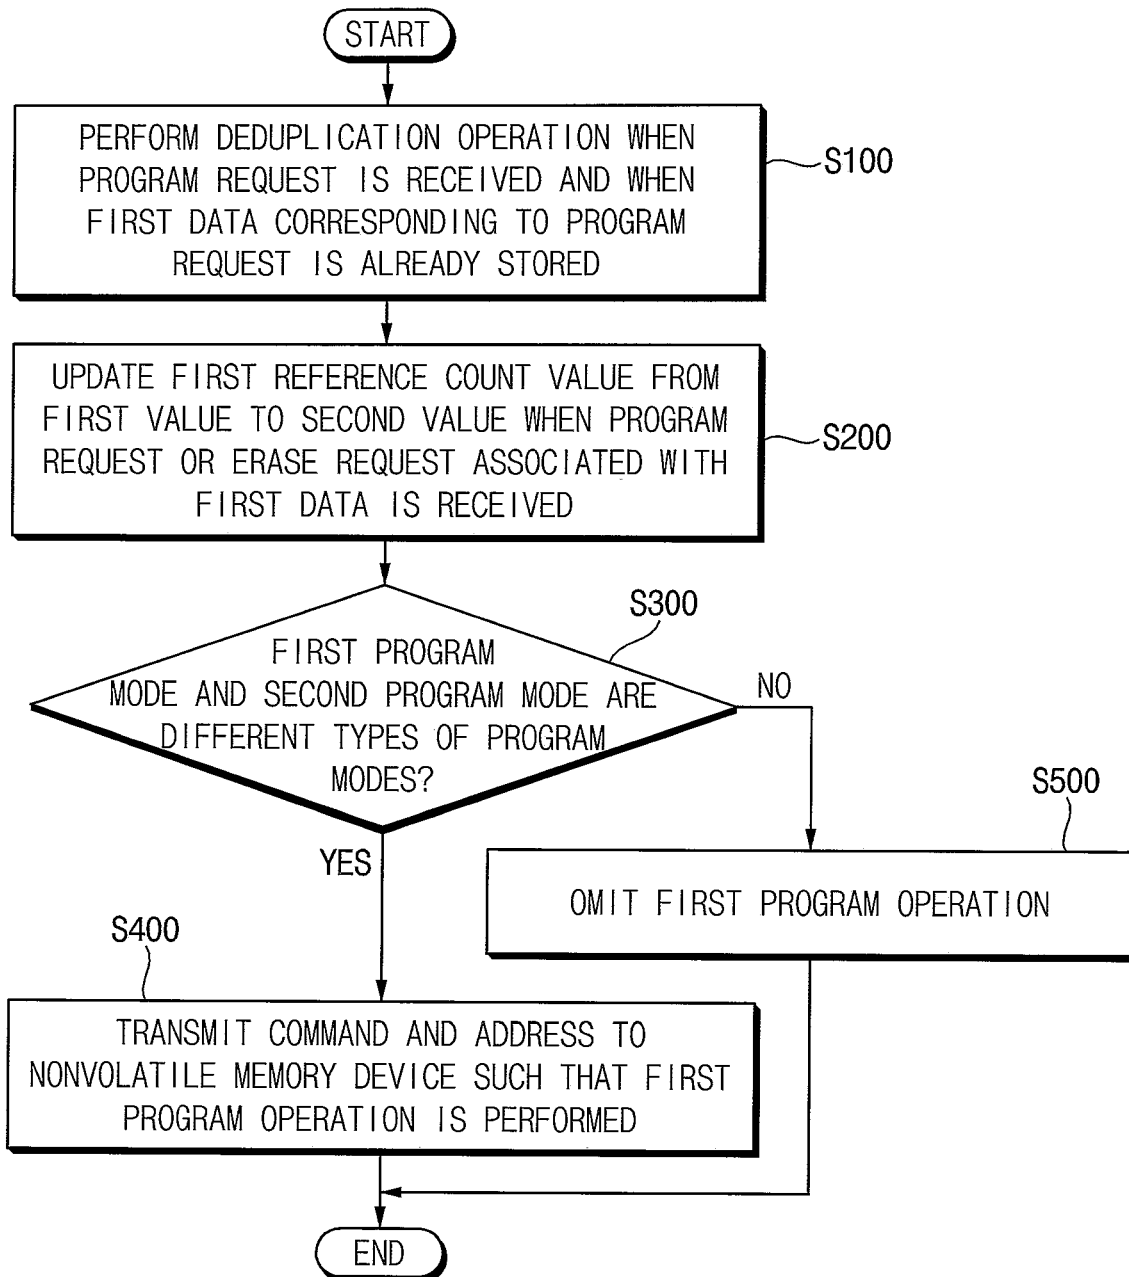 START
PERFORM DEDUPLICATION OPERATION WHEN
PROGRAM REQUEST IS RECEIVED AND WHEN
FIRST DATA CORRESPONDING TO PROGRAM
REQUEST IS ALREADY STORED
S100
UPDATE FIRST REFERENCE COUNT VALUE FROM
FIRST VALUE TO SECOND VALUE WHEN PROGRAM
REQUEST OR ERASE REQUEST ASSOCIATED WITH
FIRST DATA IS RECEIVED
S200
S300
FIRST PROGRAM
MODE AND SECOND PROGRAM MODE ARE
DIFFERENT TYPES OF PROGRAM
MODES?
NO
YES
S500
OMIT FIRST PROGRAM OPERATION
S400
TRANSMIT COMMAND AND ADDRESS TO
NONVOLATILE MEMORY DEVICE SUCH THAT FIRST
PROGRAM OPERATION IS PERFORMED
END